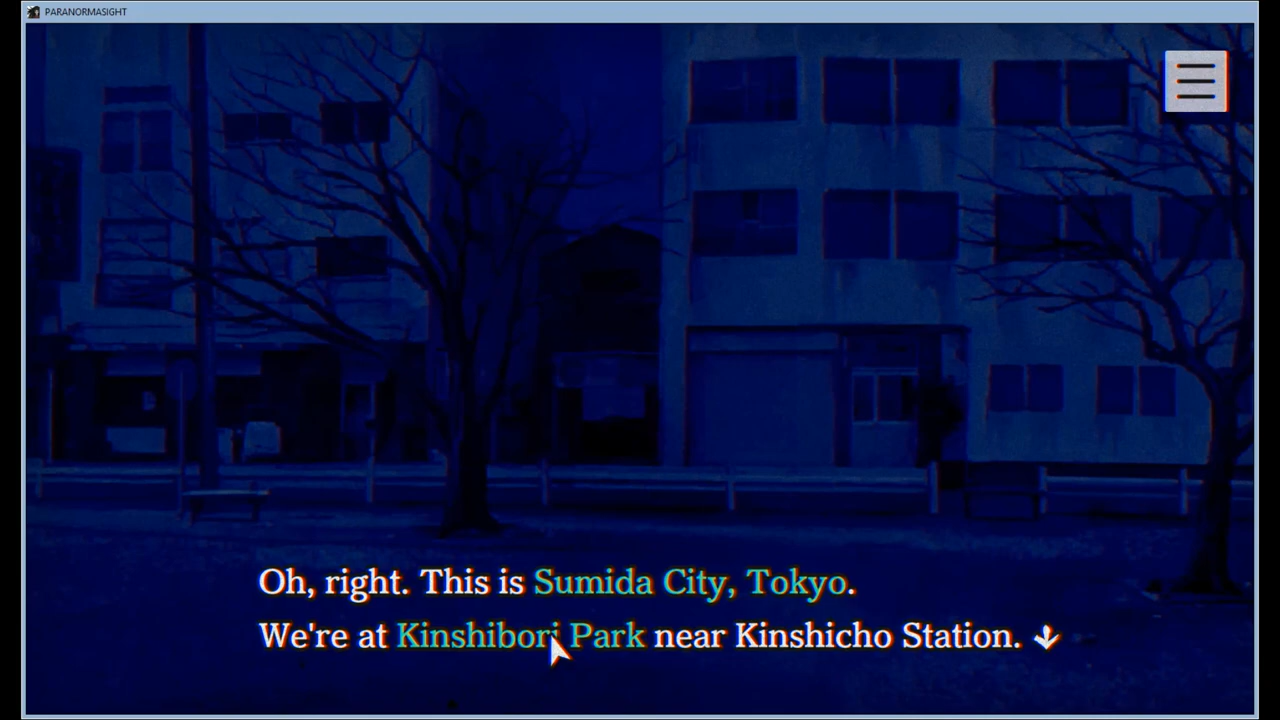 PARANORMASIGHT
Oh, right. This is Sumida City, Tokyo.
We're at Kinshibori Park near Kinshicho Station.